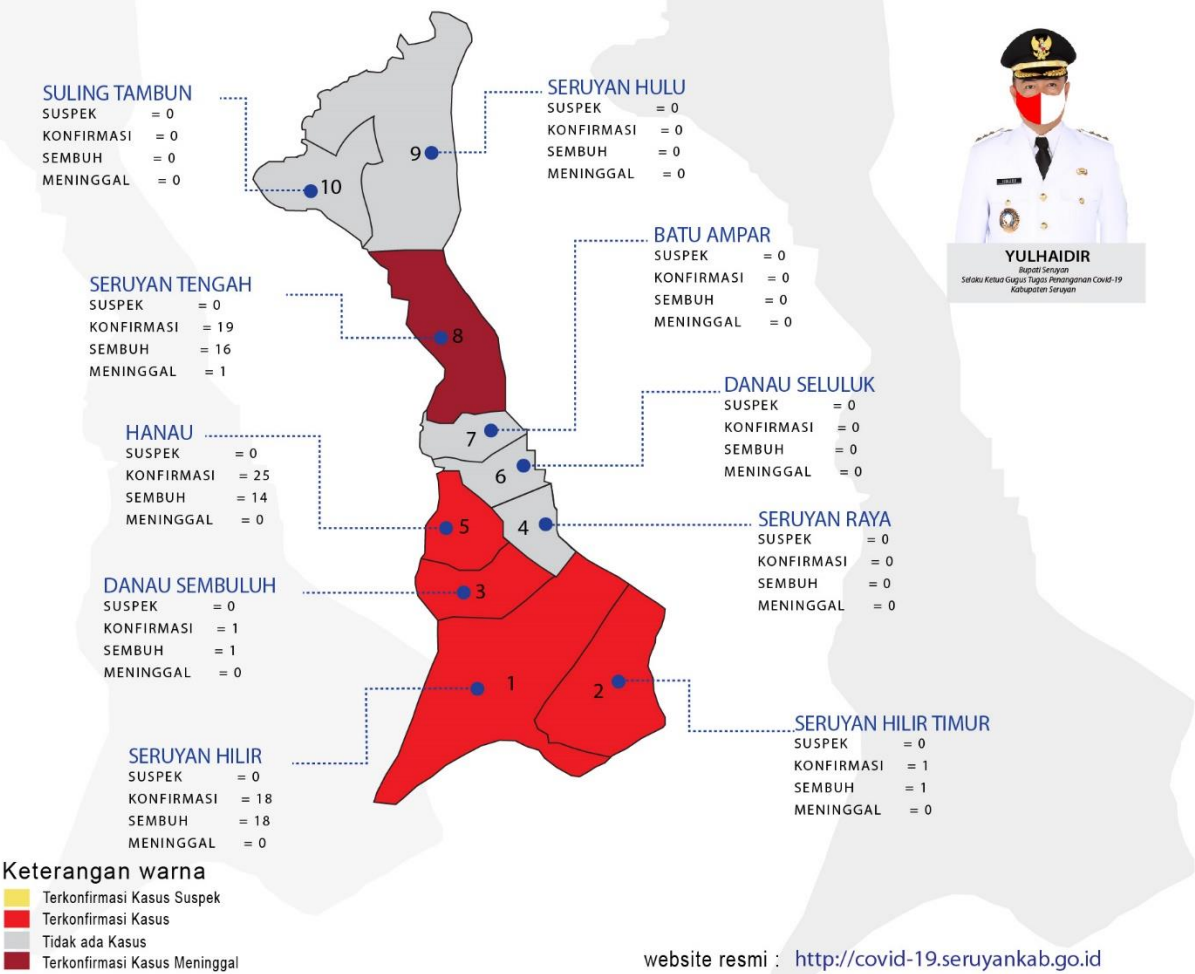 SULING TAMBUN
SUSPEK = 0
KONFIRMASI = 0
SEMBUH = 0
MENINGGAL = 0
SERUYAN HULU
SUSPEK = 0
KONFIRMASI = 0
SEMBUH = 0
MENINGGAL = 0
9
10
YULHAIDIR
Bupati Seruyan
Selaku Ketua Gugus Tugas Penanganan Covid-19
Kabupaten Seruyan
BATU AMPAR
SUSPEK = 0
KONFIRMASI = 0
SEMBUH = 0
MENINGGAL = 0
SERUYAN TENGAH
SUSPEK = 0
KONFIRMASI = 19
SEMBUH = 16
MENINGGAL = 1
8
DANAU SELULUK
SUSPEK = 0
KONFIRMASI = 0
SEMBUH = 0
MENINGGAL = 0
HANAU
SUSPEK = 0
KONFIRMASI = 25
SEMBUH = 14
MENINGGAL = 0
7
6
5
4
SERUYAN RAYA
SUSPEK = 0
KONFIRMASI = 0
SEMBUH = 0
MENINGGAL = 0
DANAU SEMBULUH
SUSPEK = 0
KONFIRMASI = 1
SEMBUH = 1
MENINGGAL = 0
3
1
2
SERUYAN HILIR TIMUR
SUSPEK = 0
KONFIRMASI = 1
SEMBUH = 1
MENINGGAL = 0
SERUYAN HILIR
SUSPEK = 0
KONFIRMASI = 18
SEMBUH = 18
MENINGGAL = 0
Keterangan warna
Terkonfirmasi Kasus Suspek
Terkonfirmasi Kasus
Tidak ada Kasus
Terkonfirmasi Kasus Meninggal
website resmi : http://covid-19.seruyankab.go.id